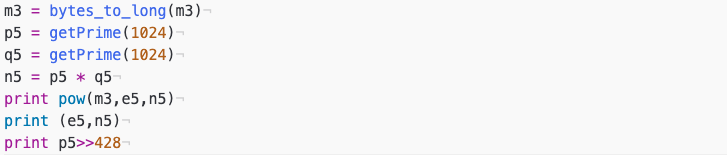 m3 = bytes_to_long(m3)¬
p5 = getPrime(1024)¬
q5 = getPrime(1024)¬
n5 = p5 * q5¬
print pow(m3,e5,n5)¬
print (e5,n5)¬
print p5>>428¬